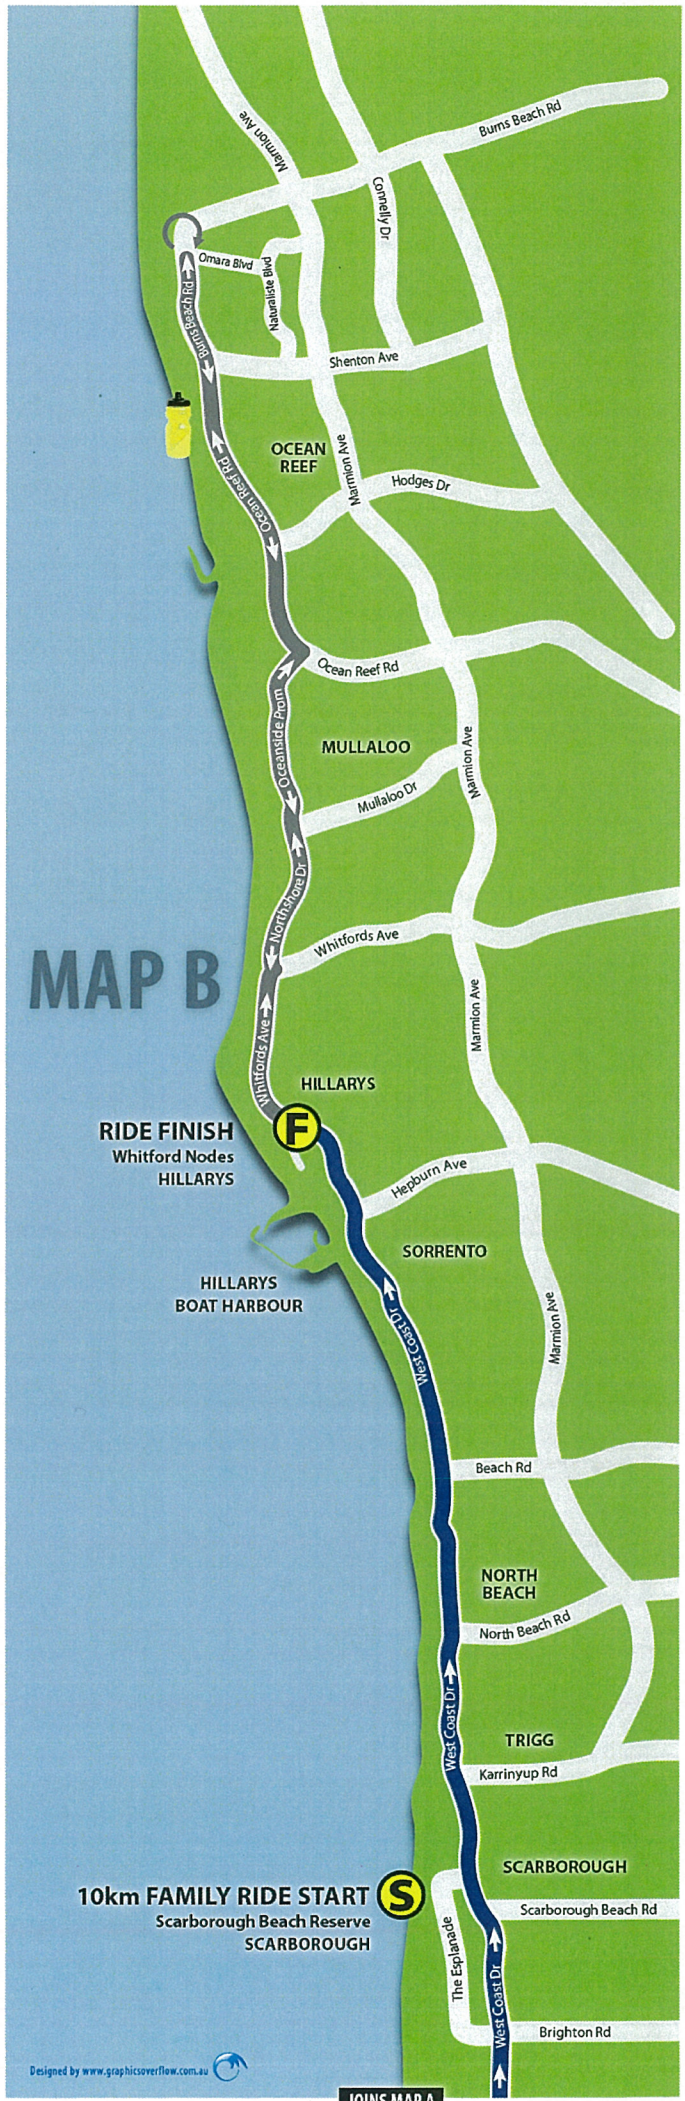 Marmion Ave
Burns Beach Rd
Connelly Dr
Omara Blvd
Naturaliste Blvd
Burns Beach Rd
Shenton Ave
OCEAN
REEF
Marmion Ave
Hodges Dr
Ocean Reef Rd
Ocean Reef Rd
Oceanside Prom
MULLALOO
Marmion Ave
Mullaloo Dr
Northshore Dr
Whitfords Ave
MAP B
Marmion Ave
Whitfords Ave
HILLARYS
F
RIDE FINISH
Whitford Nodes
HILLARYS
Hepburn Ave
SORRENTO
HILLARYS
BOAT HARBOUR
West Coast Dr
Marmion Ave
Beach Rd
NORTH
BEACH
North Beach Rd
West Coast Dr
TRIGG
Karrinyup Rd
SCARBOROUGH
10km FAMILY RIDE START
S
Scarborough Beach Reserve
SCARBOROUGH
Scarborough Beach Rd
The Esplanade
West Coast Dr
Brighton Rd
Designed by www.graphicsoverflow.com.au
JOINS MAP A